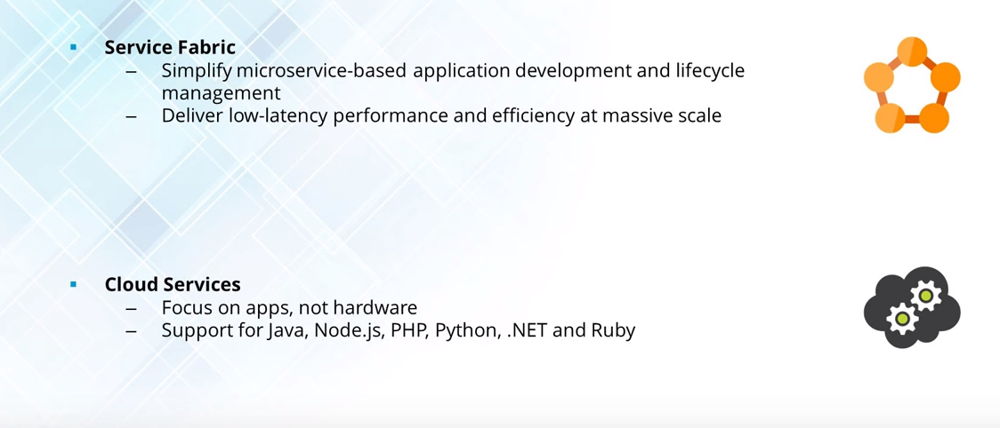 ▪ Service Fabric
– Simplify microservice-based application development and lifecycle
management
– Deliver low-latency performance and efficiency at massive scale
▪ Cloud Services
– Focus on apps, not hardware
– Support for Java, Node.js, PHP, Python, .NET and Ruby